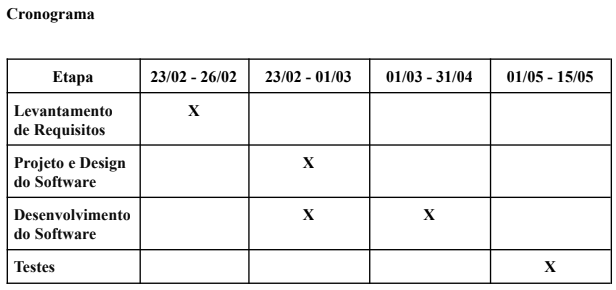 Cronograma
Etapa 23/02 - 26/02 23/02 - 01/03 01/03 - 31/04 01/05 - 15/05
Levantamento
de Requisitos X
Projeto e Design
do Software X
Desenvolvimento
do Software X X
Testes X